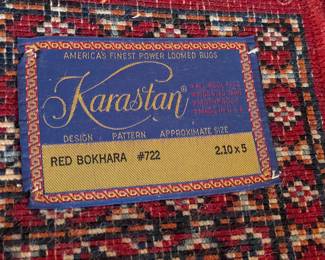 AMERICA'S FINEST POWER LOOMED RUGS
Karastan®
DESIGN PATTERN APPROXIMATE SIZE
RED BOKHARA #722 2.10 x 5